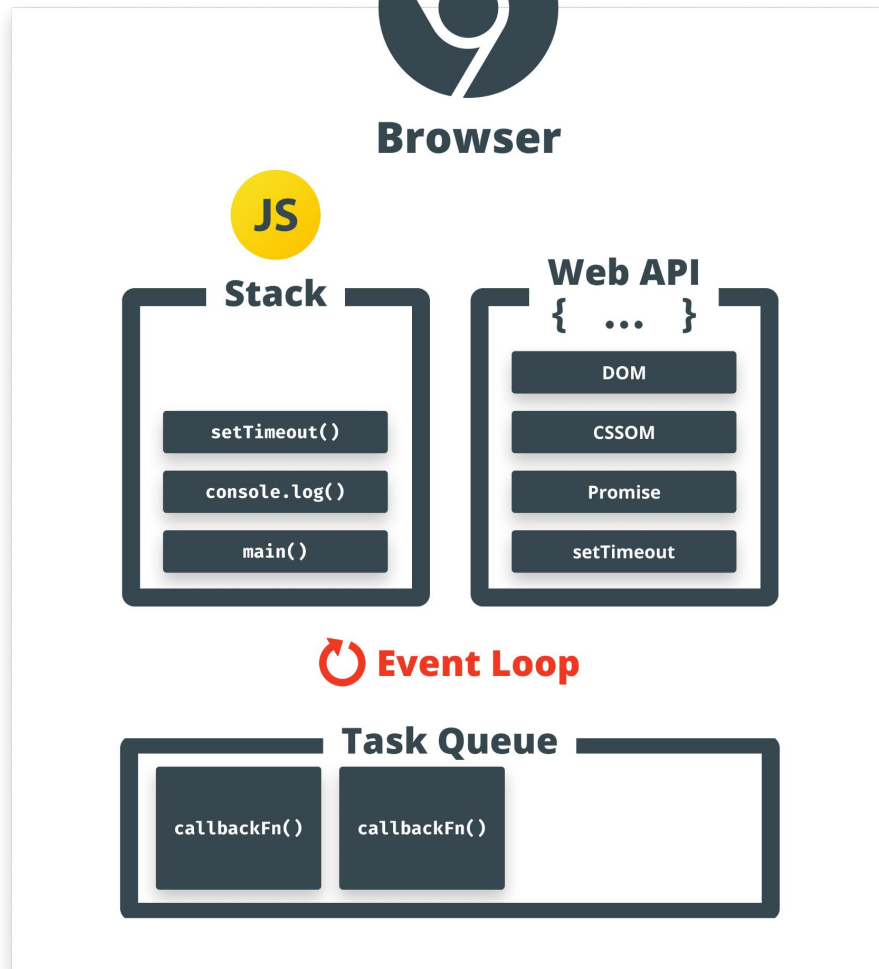 Browser
JS
Stack
setTimeout()
console.log()
main()
Web API
{ ... }
DOM
CSSOM
Promise
setTimeout
Event Loop
Task Queue
callbackFn() callbackFn()